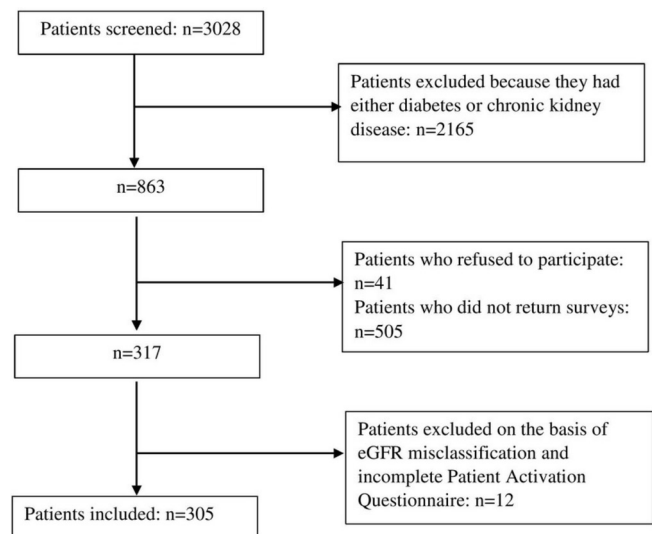 Patients screened: n=3028
Patients excluded because they had
either diabetes or chronic kidney
disease: n=2165
n=863
Patients who refused to participate:
n=41
Patients who did not return surveys:
n=505
n=317
Patients excluded on the basis of
eGFR misclassification and
incomplete Patient Activation
Questionnaire: n=12
Patients included: n=305